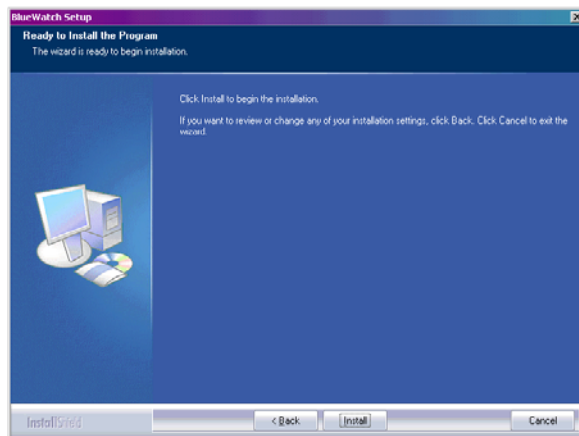 BlueWatch Setup
Ready to Install the Program
The wizard is ready to begin installation.
Click Install to begin the installation.
If you want to review or change any of your installation settings, click Back. Click Cancel to exit the
wizard.
InstallShield
< Back
Install
Cancel